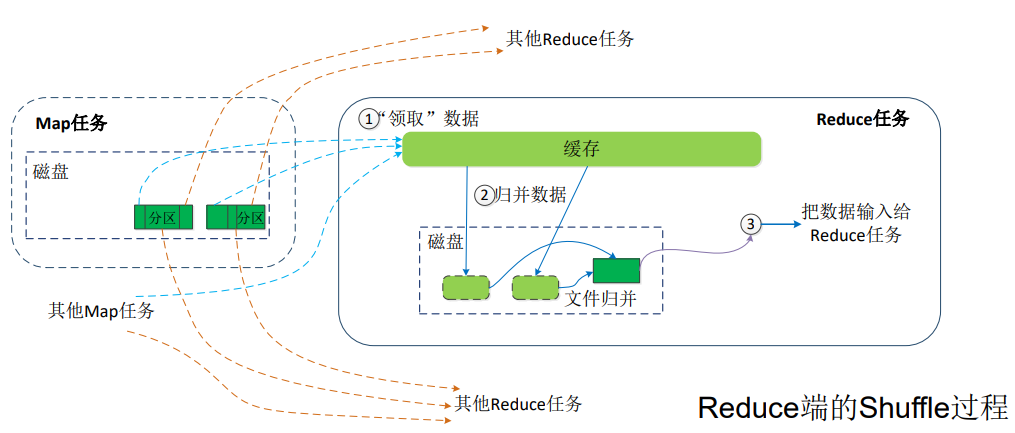 其他Reduce任务
Map任务
磁盘
分区
分区
其他Map任务
①“领取”数据
Reduce任务
缓存
②归并数据
磁盘
文件归并
③
把数据输入给
Reduce任务
其他Reduce任务
Reduce端的Shuffle过程